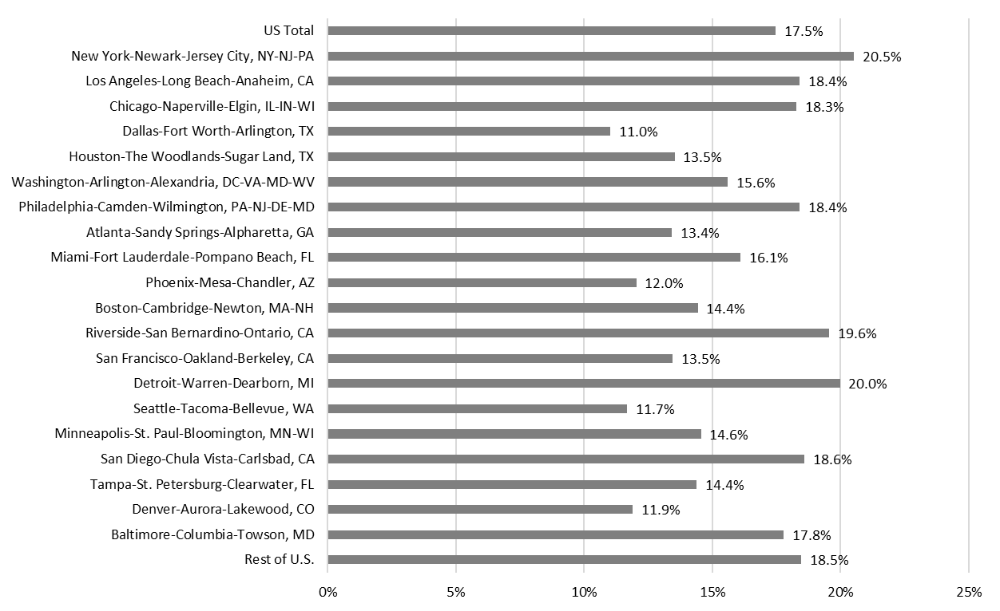 US Total 17.5%
New York-Newark-Jersey City, NY-NJ-PA 20.5%
Los Angeles-Long Beach-Anaheim, CA 18.4%
Chicago-Naperville-Elgin, IL-IN-WI 18.3%
Dallas-Fort Worth-Arlington, TX 11.0%
Houston-The Woodlands-Sugar Land, TX 13.5%
Washington-Arlington-Alexandria, DC-VA-MD-WV 15.6%
Philadelphia-Camden-Wilmington, PA-NJ-DE-MD 18.4%
Atlanta-Sandy Springs-Alpharetta, GA 13.4%
Miami-Fort Lauderdale-Pompano Beach, FL 16.1%
Phoenix-Mesa-Chandler, AZ 12.0%
Boston-Cambridge-Newton, MA-NH 14.4%
Riverside-San Bernardino-Ontario, CA 19.6%
San Francisco-Oakland-Berkeley, CA 13.5%
Detroit-Warren-Dearborn, MI 20.0%
Seattle-Tacoma-Bellevue, WA 11.7%
Minneapolis-St. Paul-Bloomington, MN-WI 14.6%
San Diego-Chula Vista-Carlsbad, CA 18.6%
Tampa-St. Petersburg-Clearwater, FL 14.4%
Denver-Aurora-Lakewood, CO 11.9%
Baltimore-Columbia-Towson, MD 17.8%
Rest of U.S. 18.5%
0% 5% 10% 15% 20% 25%